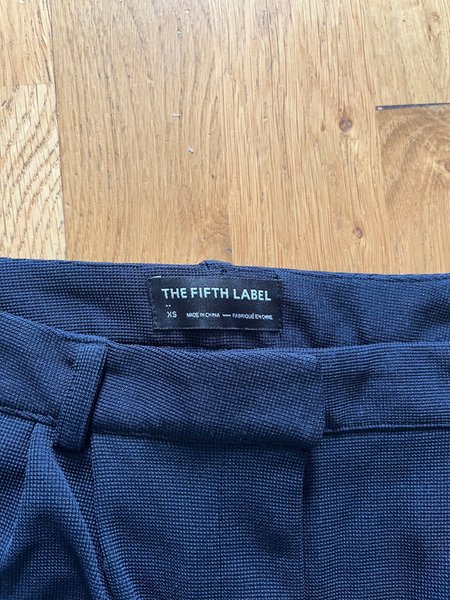 THE FIFTH LABEL
XS MADE IN CHINA — FABRIQUÉ EN CHINE